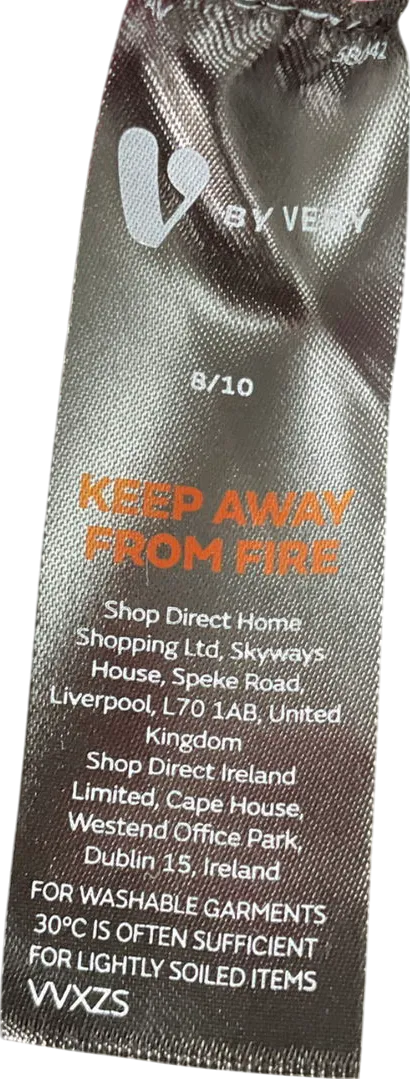 V BY VERY
8/10
KEEP AWAY
FROM FIRE
Shop Direct Home
Shopping Ltd, Skyways
House, Speke Road,
Liverpool, L70 1AB, United
Kingdom
Shop Direct Ireland
Limited, Cape House,
Westend Office Park,
Dublin 15, Ireland
FOR WASHABLE GARMENTS
30°C IS OFTEN SUFFICIENT
FOR LIGHTLY SOILED ITEMS
VVXZS